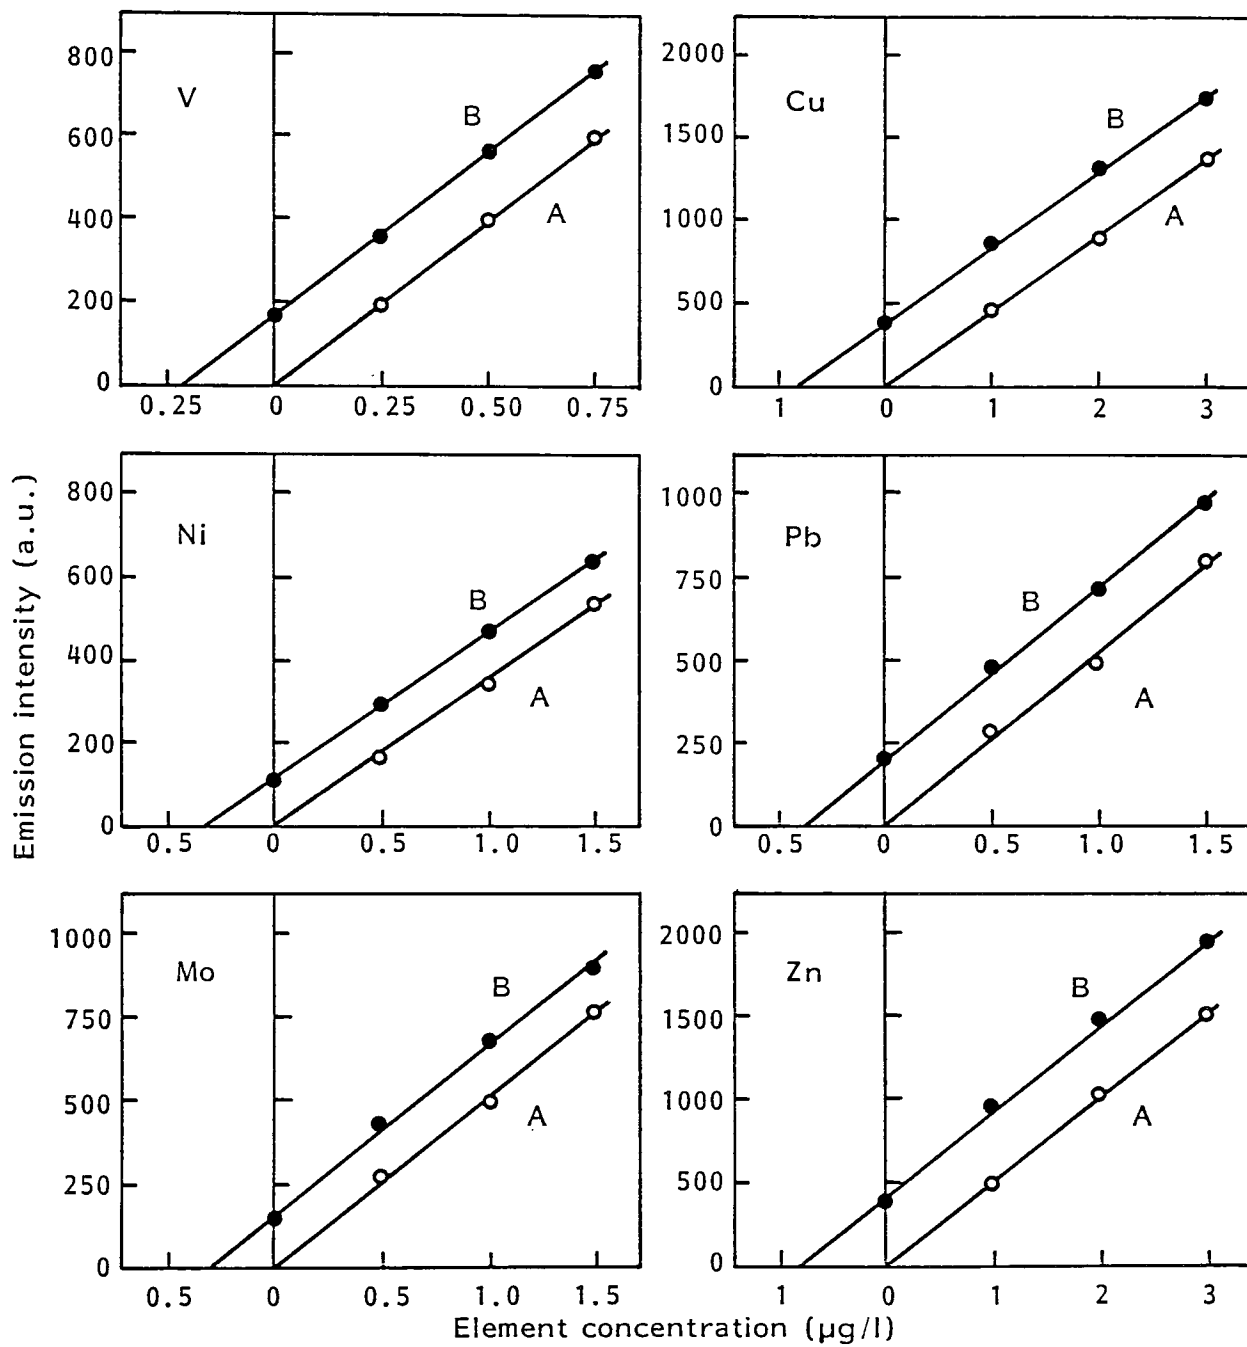 800
600
400
200
0
V
B
A
0.25 0 0.25 0.50 0.75
2000
1500
1000
500
0
Cu
B
A
1 0 1 2 3
800
600
400
200
0
Ni
B
A
0.5 0 0.5 1.0 1.5
1000
750
500
250
0
Pb
B
A
0.5 0 0.5 1.0 1.5
1000
750
500
250
0
Mo
B
A
0.5 0 0.5 1.0 1.5
2000
1500
1000
500
0
Zn
B
A
1 0 1 2 3
Emission intensity (a.u.)
Element concentration (µg/l)